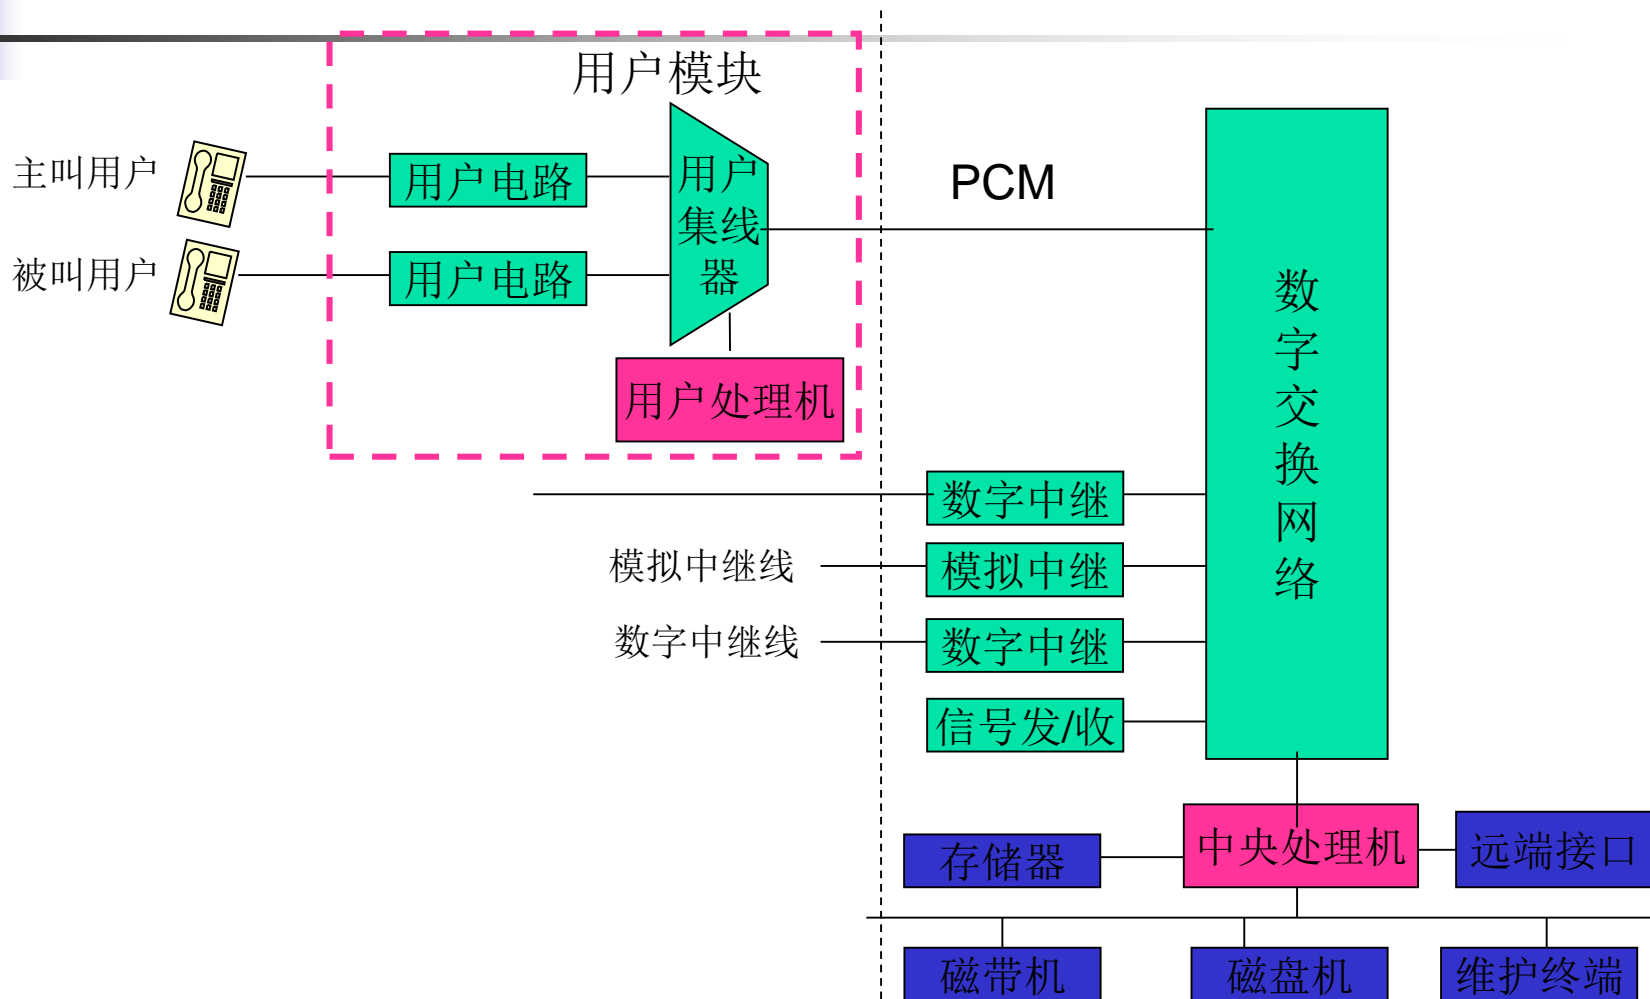 用户模块
主叫用户
用户电路
用户
集线
器
PCM
被叫用户
用户电路
用户处理机
数
字
交
换
网
络
数字中继
模拟中继线
模拟中继
数字中继线
数字中继
信号发/收
存储器
中央处理机
远端接口
磁带机
磁盘机
维护终端